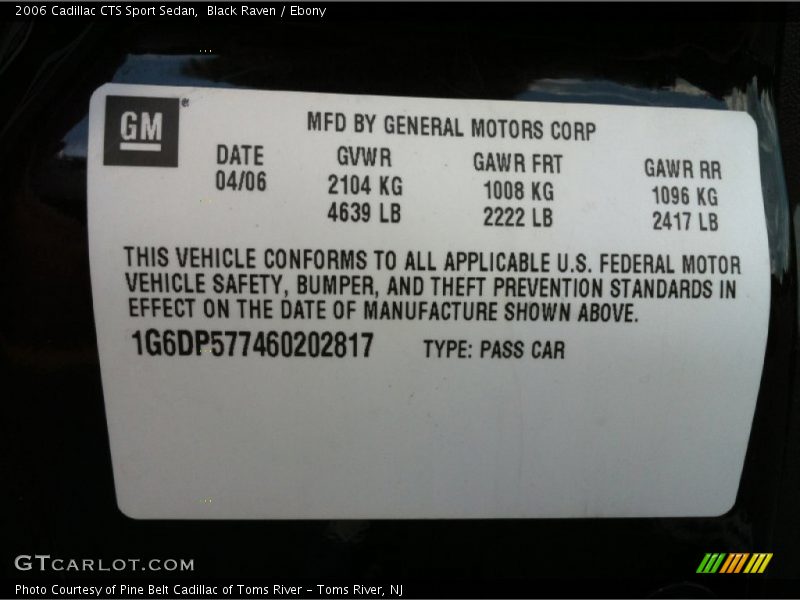 2006 Cadillac CTS Sport Sedan, Black Raven / Ebony
GM®
MFD BY GENERAL MOTORS CORP
DATE GVWR GAWR FRT GAWR RR
04/06 2104 KG 1008 KG 1096 KG
4639 LB 2222 LB 2417 LB
THIS VEHICLE CONFORMS TO ALL APPLICABLE U.S. FEDERAL MOTOR
VEHICLE SAFETY, BUMPER, AND THEFT PREVENTION STANDARDS IN
EFFECT ON THE DATE OF MANUFACTURE SHOWN ABOVE.
1G6DP577460202817 TYPE: PASS CAR
GTCARLOT.COM
Photo Courtesy of Pine Belt Cadillac of Toms River - Toms River, NJ